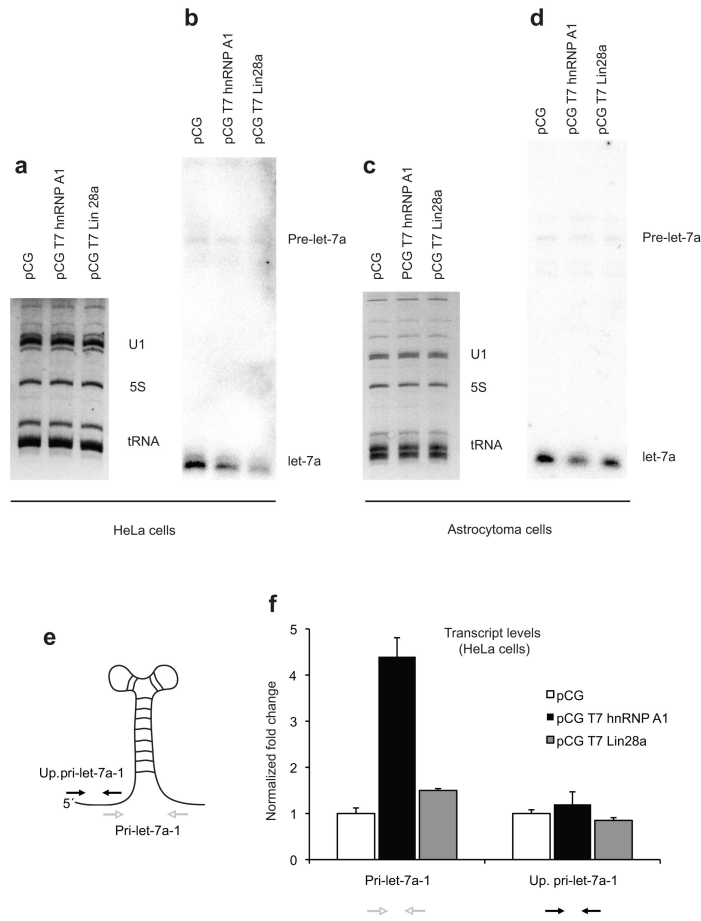 a
pCG
pCG T7 hnRNP A1
pCG T7 Lin 28a
U1
5S
tRNA
b
pCG
pCG T7 hnRNP A1
pCG T7 Lin28a
Pre-let-7a
let-7a
HeLa cells
c
pCG
PCG T7 hnRNP A1
pCG T7 Lin28a
U1
5S
tRNA
d
pCG
pCG T7 hnRNP A1
pCG T7 Lin28a
Pre-let-7a
let-7a
Astrocytoma cells
e
Up.pri-let-7a-1
5´
Pri-let-7a-1
f
Normalized fold change
5
4
3
2
1
0
Transcript levels
(HeLa cells)
pCG
pCG T7 hnRNP A1
pCG T7 Lin28a
Pri-let-7a-1
Up. pri-let-7a-1